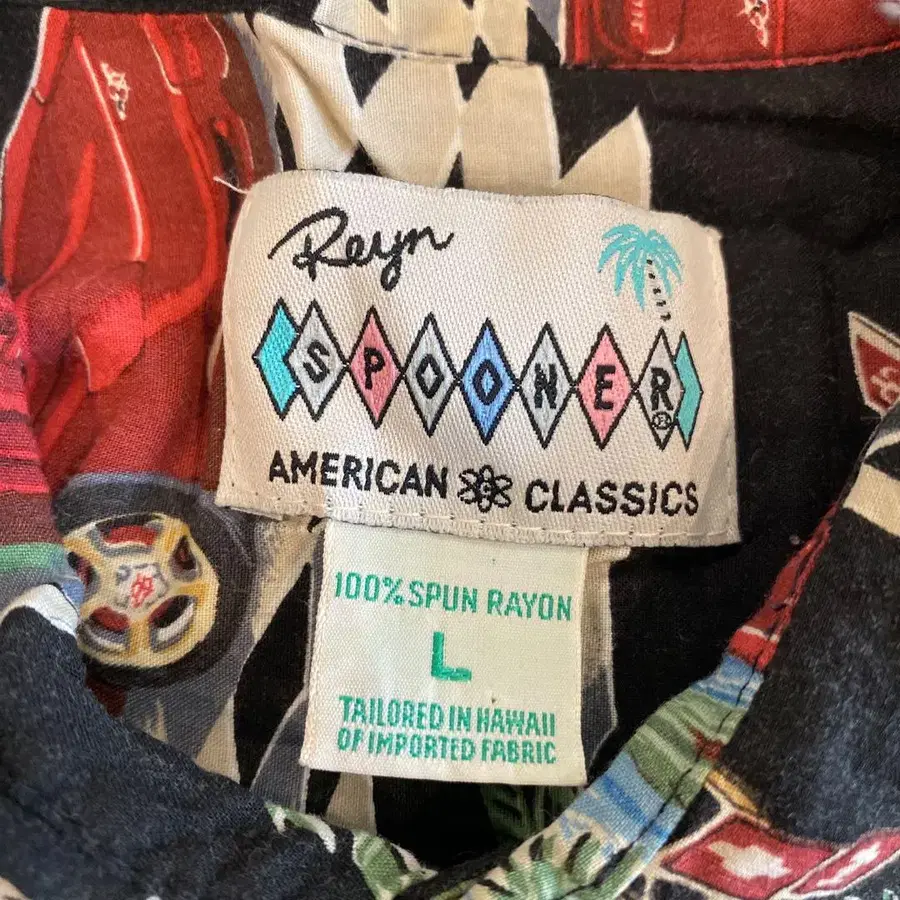 Reyn
SPOONER®
AMERICAN CLASSICS
100% SPUN RAYON
L
TAILORED IN HAWAII
OF IMPORTED FABRIC